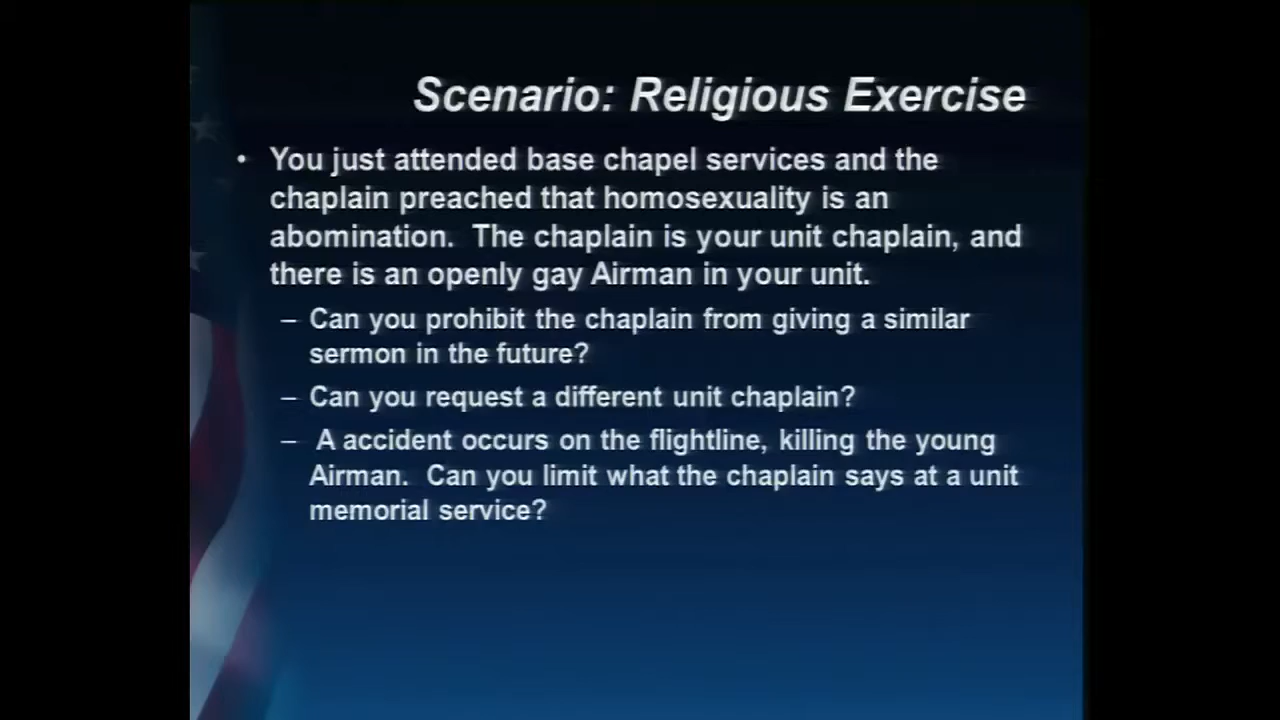 Scenario: Religious Exercise
• You just attended base chapel services and the
chaplain preached that homosexuality is an
abomination. The chaplain is your unit chaplain, and
there is an openly gay Airman in your unit.
– Can you prohibit the chaplain from giving a similar
sermon in the future?
– Can you request a different unit chaplain?
– A accident occurs on the flightline, killing the young
Airman. Can you limit what the chaplain says at a unit
memorial service?